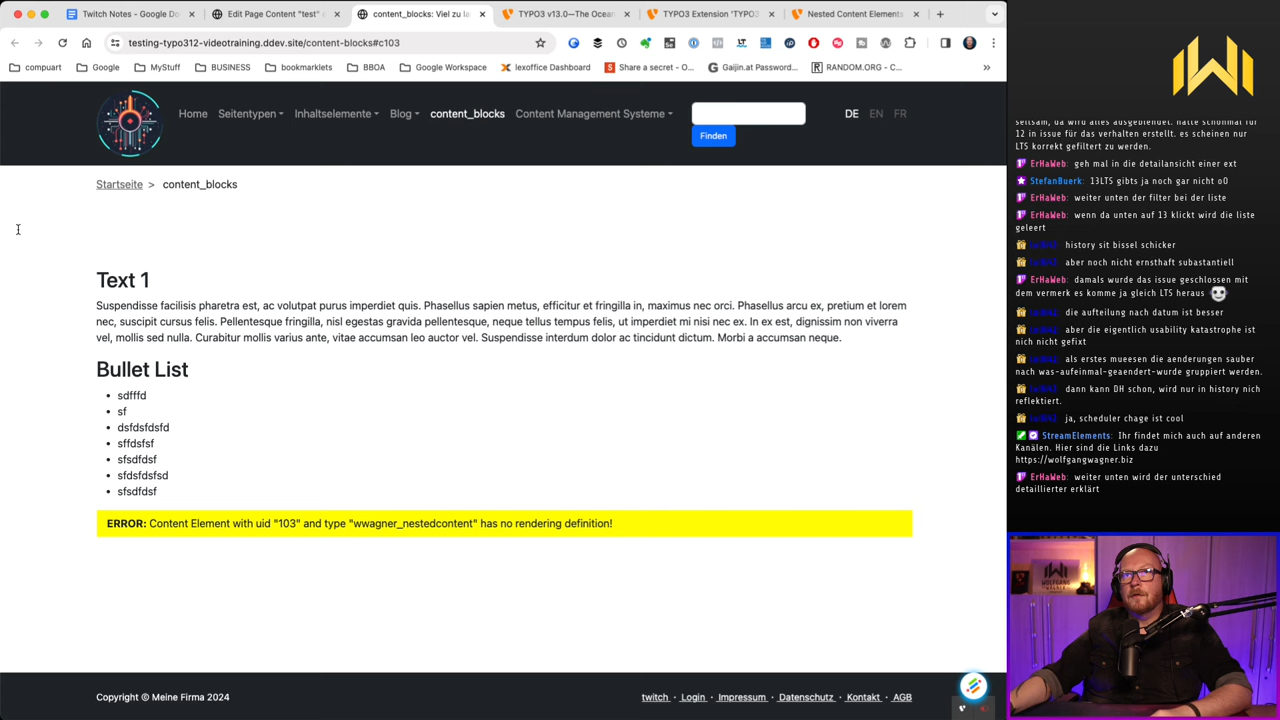 Twitch Notes - Google Do
Edit Page Content "test"
content_blocks: Viel zu la
TYPO3 v13.0—The Ocean
TYPO3 Extension 'TYPO3
Nested Content Elements
testing-typo312-videotraining.ddev.site/content-blocks#c103
compuart
Google
MyStuff
BUSINESS
bookmarklets
BBOA
Google Workspace
lexoffice Dashboard
Share a secret - O...
Gaijin.at Password...
RANDOM.ORG - C...
Home
Seitentypen
Inhaltselemente
Blog
content_blocks
Content Management Systeme
Finden
DE EN FR
Startseite > content_blocks
Text 1
Suspendisse facilisis pharetra est, ac volutpat purus imperdiet quis. Phasellus sapien metus, efficitur et fringilla in, maximus nec orci. Phasellus arcu ex, pretium et lorem
nec, suscipit cursus felis. Pellentesque fringilla, nisl egestas gravida pellentesque, neque tellus tempus felis, ut imperdiet mi nisi nec ex. In ex est, dignissim non viverra
vel, mollis sed nulla. Curabitur mollis varius ante, vitae accumsan leo auctor vel. Suspendisse interdum dolor ac tincidunt dictum. Morbi a accumsan neque.
Bullet List
• sdfffd
• sf
• dsfdsfdsfd
• sffdsfsf
• sfsdfdsf
• sfdsfdsfsd
• sfsdfdsf
ERROR: Content Element with uid "103" and type "wwagner_nestedcontent" has no rendering definition!
Copyright © Meine Firma 2024
twitch · Login · Impressum · Datenschutz · Kontakt · AGB
seltsam, da wird alles ausgeblendet. hatte schonmal für
12 in issue für das verhalten erstellt. es scheinen nur
LTS korrekt gefiltert zu werden.
ErHaWeb: geh mal in die detailansicht einer ext
StefanBuerk: 13LTS gibts ja noch gar nicht oO
ErHaWeb: weiter unten der filter bei der liste
ErHaWeb: wenn da unten auf 13 klickt wird die liste
geleert
history sit bissel schicker
aber noch nicht ernsthaft subastantiell
ErHaWeb: damals wurde das issue geschlossen mit
dem vermerk es komme ja gleich LTS heraus
die aufteilung nach datum ist besser
aber die eigentlich usability katastrophe ist
nich nicht gefixt
als erstes mueesen die aenderungen sauber
nach was-aufeinmal-geaendert-wurde gruppiert werden.
dann kann DH schon, wird nur in history nich
reflektiert.
ja, scheduler chage ist cool
StreamElements: Ihr findet mich auch auf anderen
Kanälen. Hier sind die Links dazu
https://wolfgangwagner.biz
ErHaWeb: weiter unten wird der unterschied
detaillierter erklärt
WOLFGANG
WAGNER